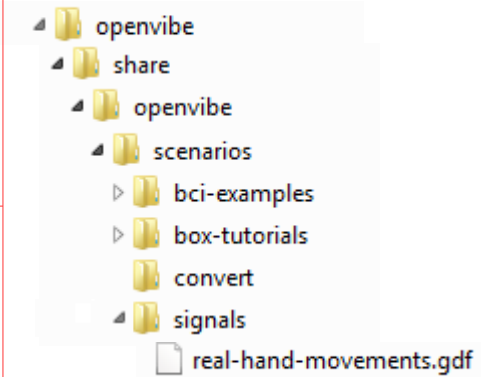 openvibe
share
openvibe
scenarios
bci-examples
box-tutorials
convert
signals
real-hand-movements.gdf